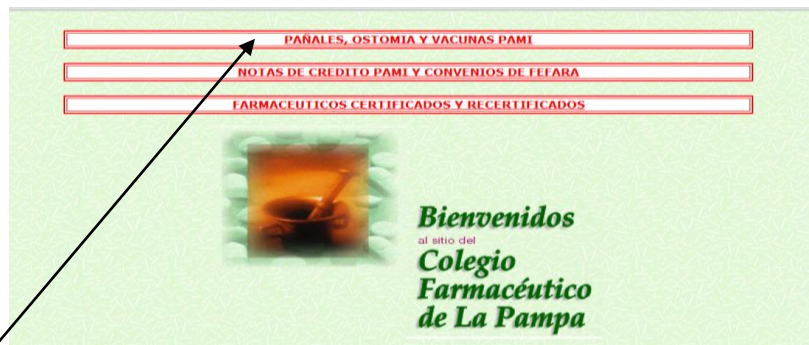 PAÑALES, OSTOMIA Y VACUNAS PAMI
NOTAS DE CREDITO PAMI Y CONVENIOS DE FEFARA
FARMACEUTICOS CERTIFICADOS Y RECERTIFICADOS
Bienvenidos
al sitio del
Colegio
Farmacéutico
de La Pampa